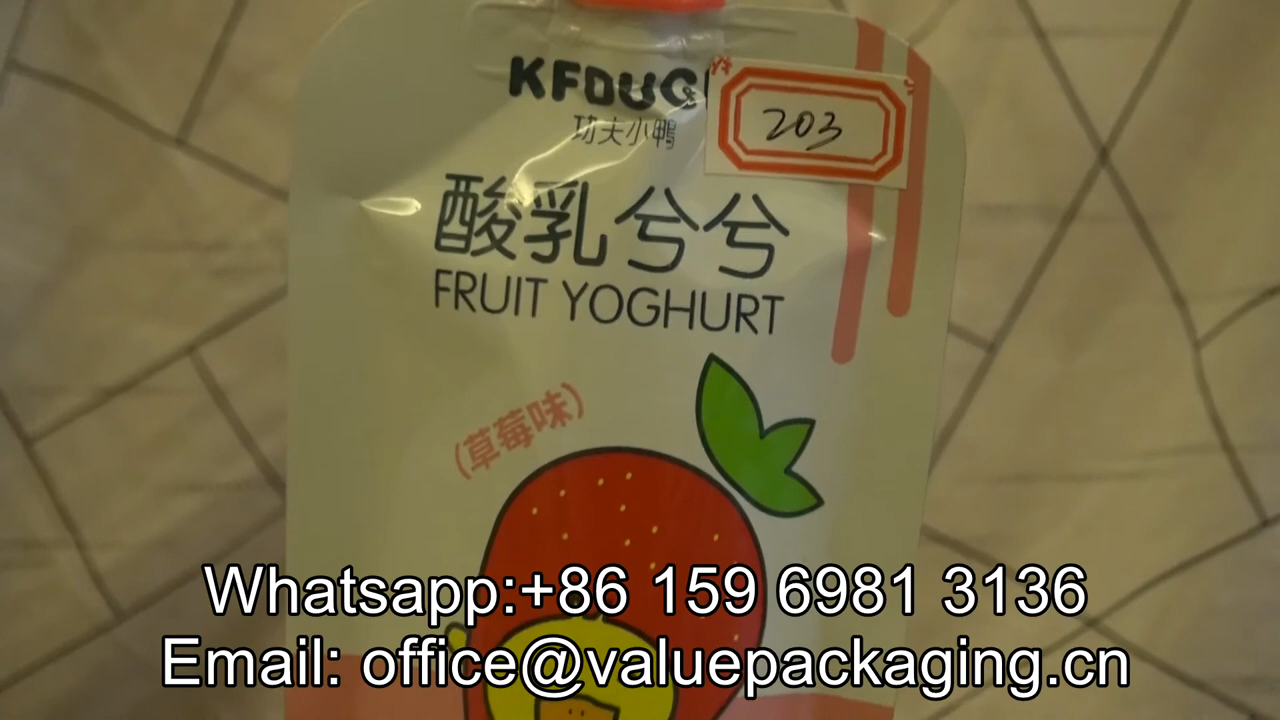 KFDUC
203
功夫小鸭
酸乳兮兮
FRUIT YOGHURT
(草莓味)
Whatsapp:+86 159 6981 3136
Email: office@valuepackaging.cn